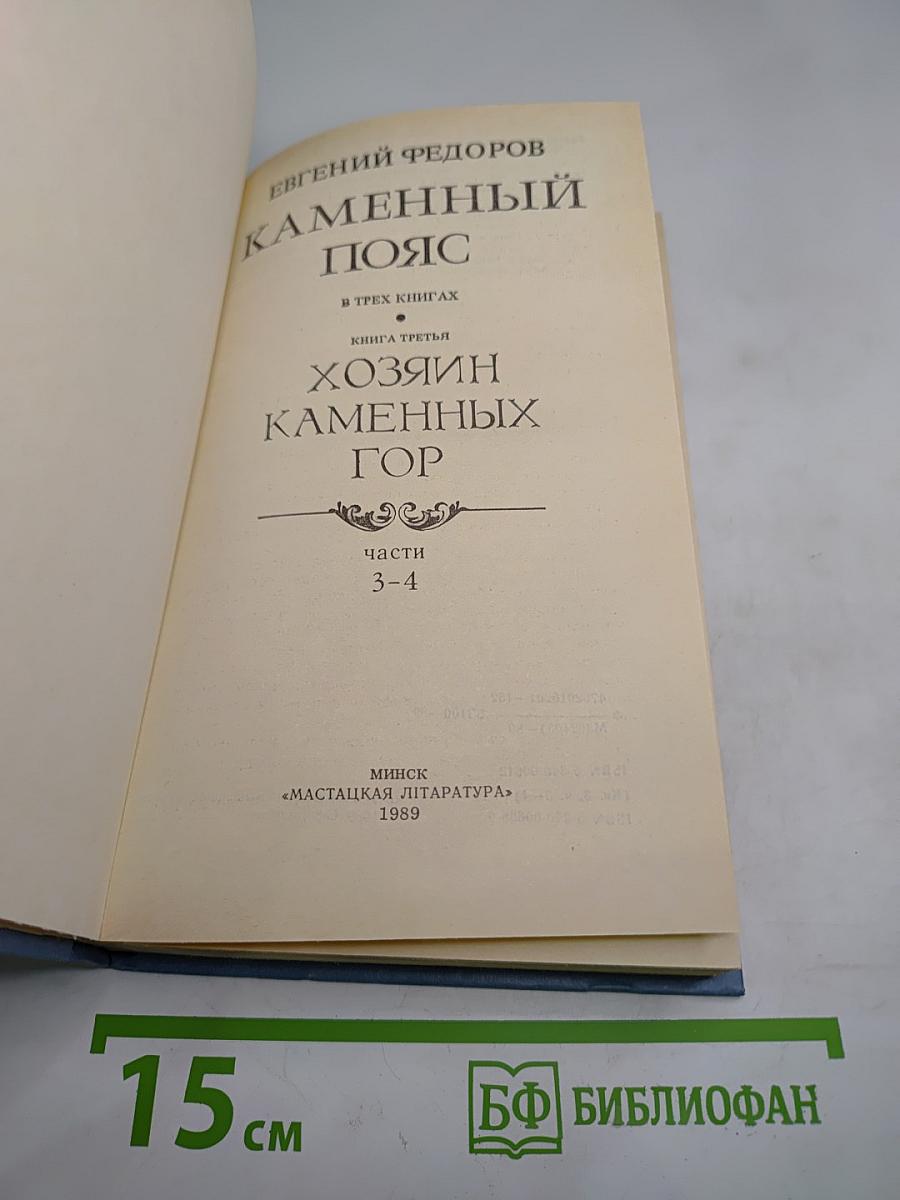 ЕВГЕНИЙ ФЕДОРОВ
КАМЕННЫЙ
ПОЯС
В ТРЕХ КНИГАХ
•
КНИГА ТРЕТЬЯ
ХОЗЯИН
КАМЕННЫХ
ГОР
части
3-4
МИНСК
«МАСТАЦКАЯ ЛІТАРАТУРА»
1989
15 см
БФ БИБЛИОФАН